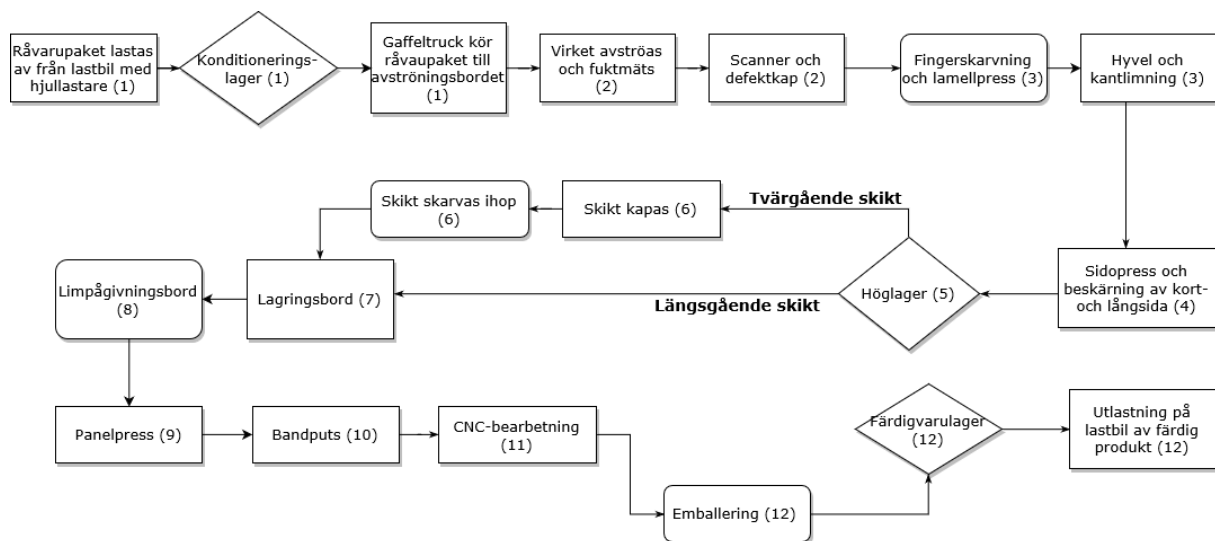 Råvarupaket lastas
av från lastbil med
hjullastare (1)
Konditionerings-
lager (1)
Gaffeltruck kör
råvaupaket till
avströningsbordet
(1)
Virket avströas
och fuktmäts
(2)
Scanner och
defektkap (2)
Fingerskarvning
och lamellpress (3)
Hyvel och
kantlimning (3)
Sidopress och
beskärning av kort-
och långsida (4)
Höglager (5)
Tvärgående skikt
Skikt kapas (6)
Skikt skarvas ihop
(6)
Längsgående skikt
Lagringsbord (7)
Limpågivningsbord
(8)
Panelpress (9)
Bandputs (10)
CNC-bearbetning
(11)
Emballering (12)
Färdigvarulager
(12)
Utlastning på
lastbil av färdig
produkt (12)